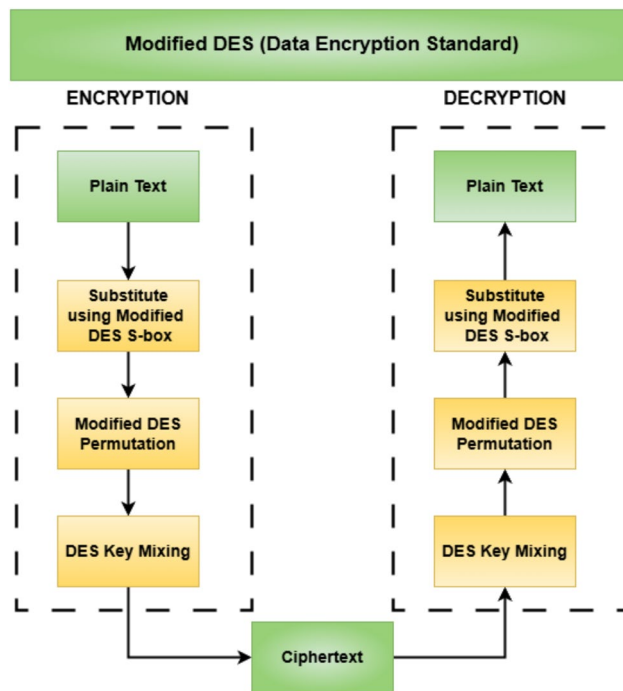 Modified DES (Data Encryption Standard)
ENCRYPTION
Plain Text
Substitute
using Modified
DES S-box
Modified DES
Permutation
DES Key Mixing
DECRYPTION
Plain Text
Substitute
using Modified
DES S-box
Modified DES
Permutation
DES Key Mixing
Ciphertext